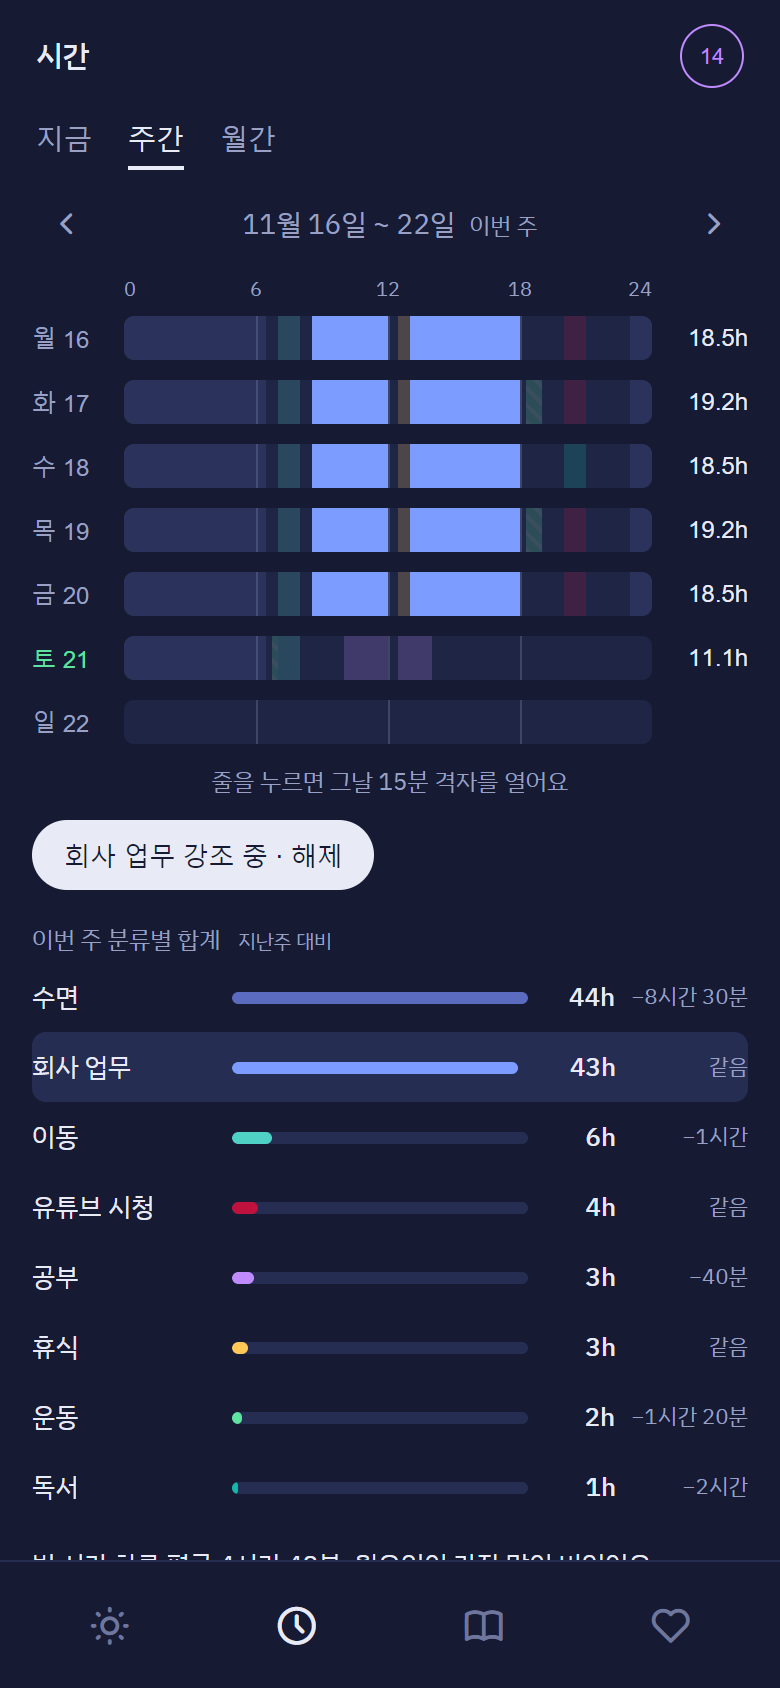 시간
14
지금 주간 월간
11월 16일 ~ 22일 이번 주
0 6 12 18 24
월 16 18.5h
화 17 19.2h
수 18 18.5h
목 19 19.2h
금 20 18.5h
토 21 11.1h
일 22
줄을 누르면 그날 15분 격자를 열어요
회사 업무 강조 중 · 해제
이번 주 분류별 합계 지난주 대비
수면 44h −8시간 30분
회사 업무 43h 같음
이동 6h −1시간
유튜브 시청 4h 같음
공부 3h −40분
휴식 3h 같음
운동 2h −1시간 20분
독서 1h −2시간